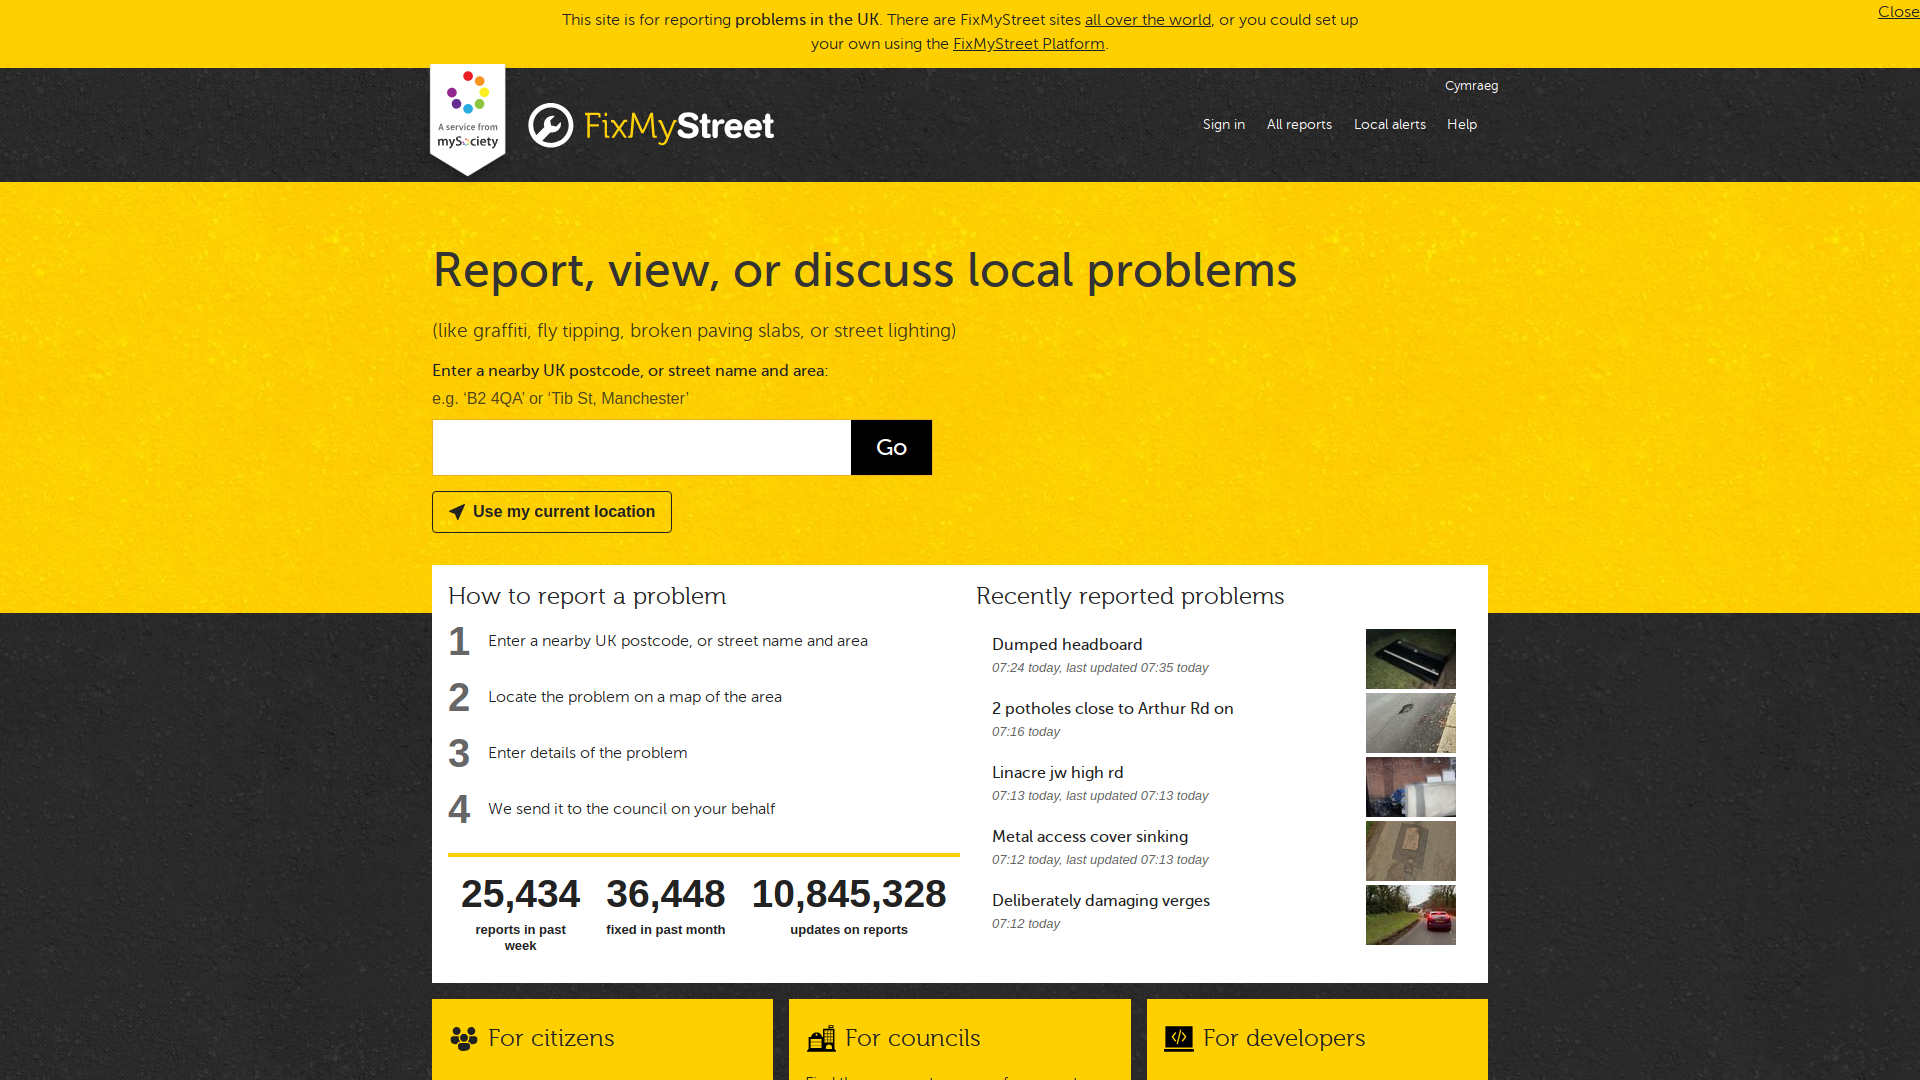 This site is for reporting problems in the UK. There are FixMyStreet sites all over the world, or you could set up
your own using the FixMyStreet Platform.
Close
A service from
mySociety
FixMyStreet
Cymraeg
Sign in
All reports
Local alerts
Help
Report, view, or discuss local problems
(like graffiti, fly tipping, broken paving slabs, or street lighting)
Enter a nearby UK postcode, or street name and area:
e.g. ‘B2 4QA’ or ‘Tib St, Manchester’
Go
Use my current location
How to report a problem
1 Enter a nearby UK postcode, or street name and area
2 Locate the problem on a map of the area
3 Enter details of the problem
4 We send it to the council on your behalf
25,434
reports in past
week
36,448
fixed in past month
10,845,328
updates on reports
Recently reported problems
Dumped headboard
07:24 today, last updated 07:35 today
2 potholes close to Arthur Rd on
07:16 today
Linacre jw high rd
07:13 today, last updated 07:13 today
Metal access cover sinking
07:12 today, last updated 07:13 today
Deliberately damaging verges
07:12 today
For citizens
For councils
For developers